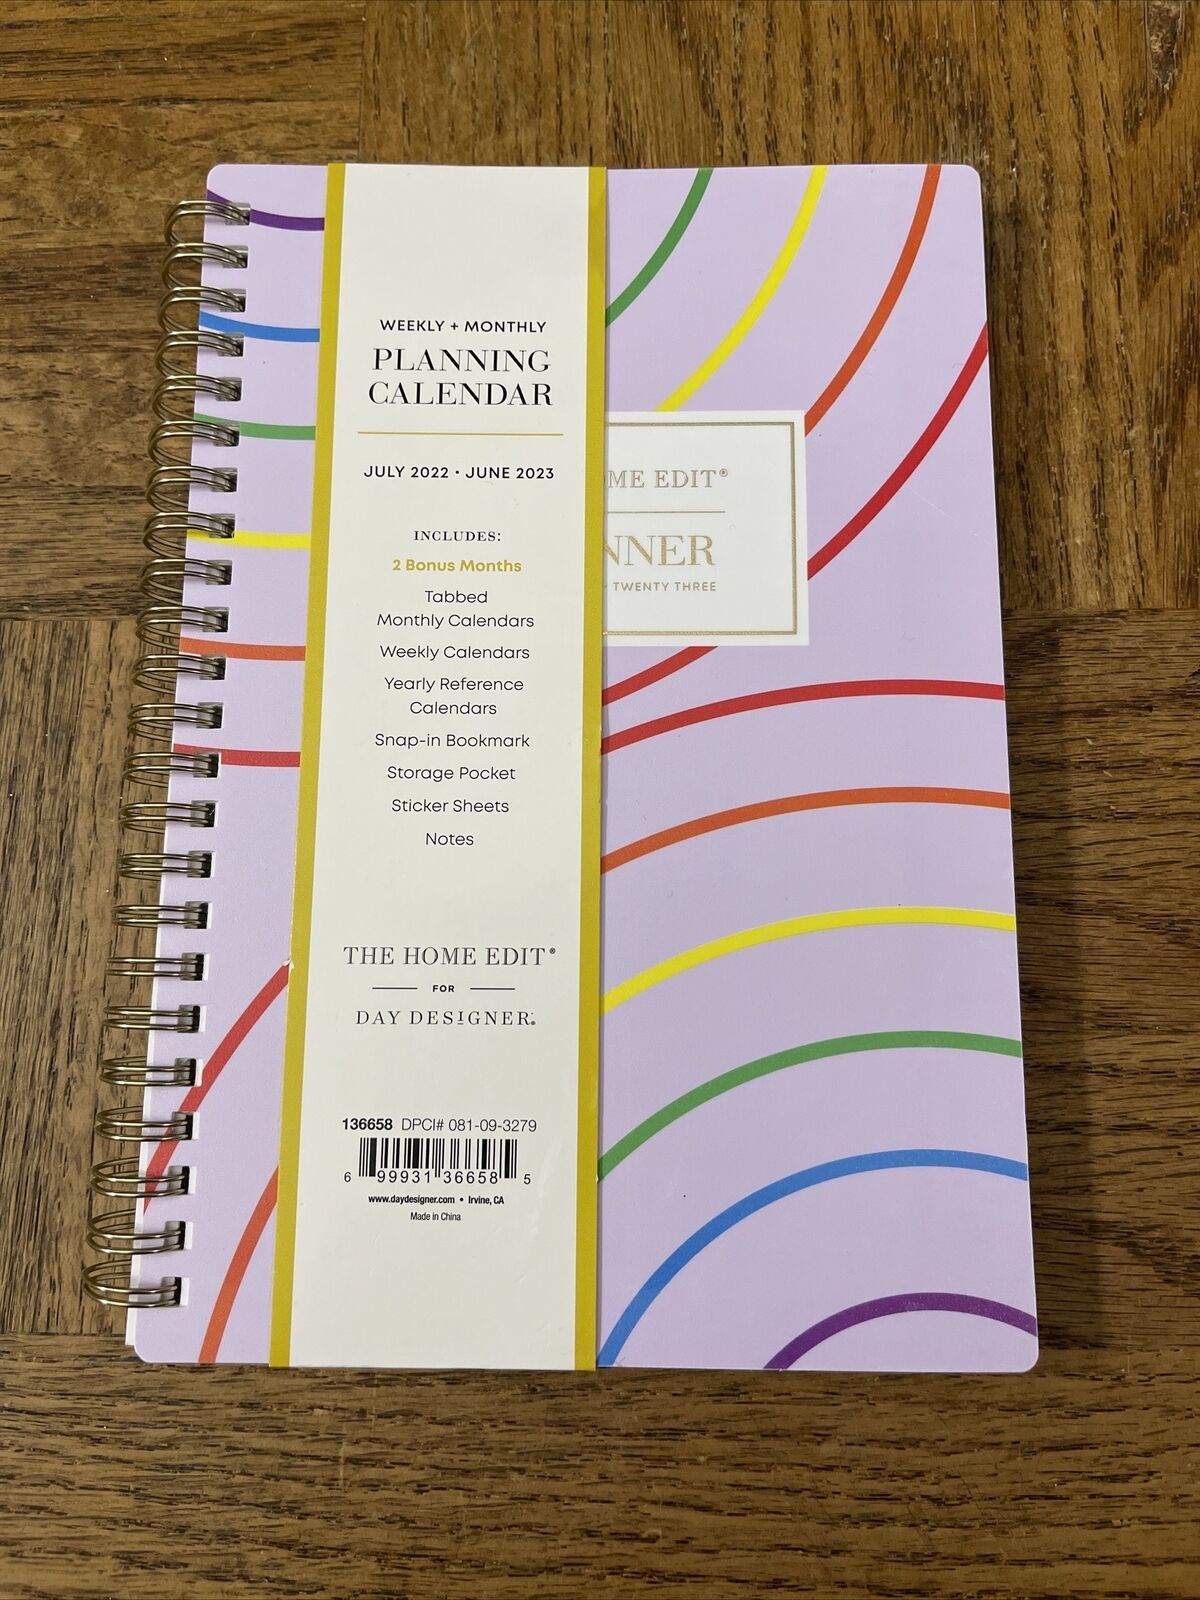 WEEKLY + MONTHLY
PLANNING
CALENDAR
JULY 2022 • JUNE 2023
INCLUDES:
2 Bonus Months
Tabbed
Monthly Calendars
Weekly Calendars
Yearly Reference
Calendars
Snap-in Bookmark
Storage Pocket
Sticker Sheets
Notes
THE HOME EDIT®
FOR
DAY DESIGNER®
136658 DPCI# 081-09-3279
6 99931 36658 5
www.daydesigner.com • Irvine, CA
Made in China
ME EDIT®
NNER
TWENTY THREE